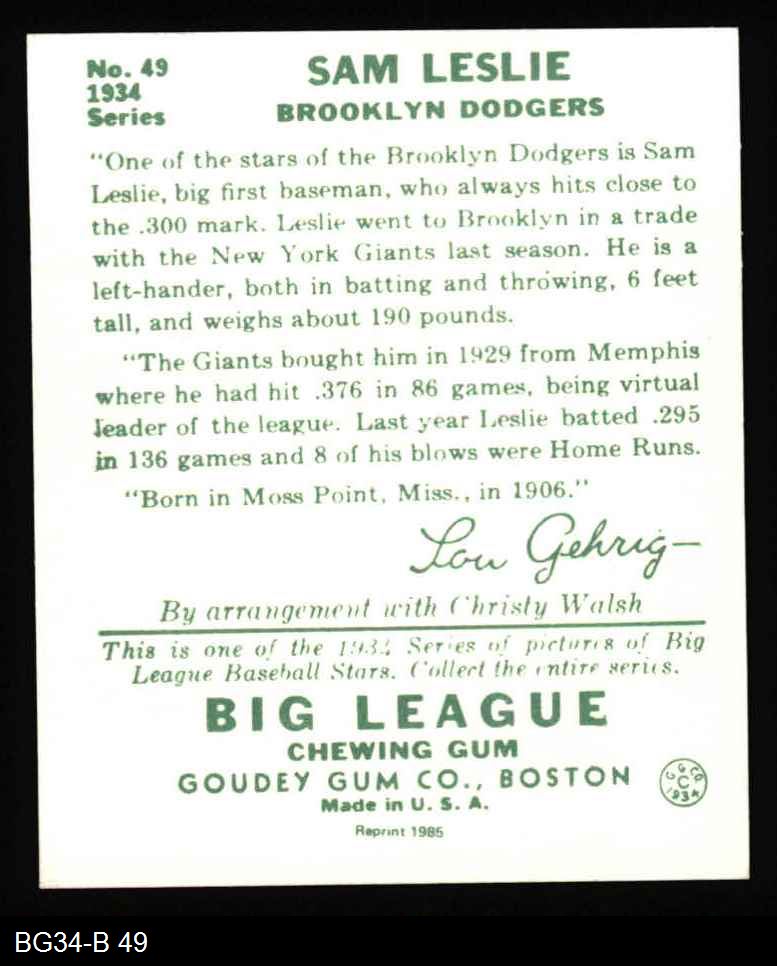 No. 49
1934
Series
SAM LESLIE
BROOKLYN DODGERS
"One of the stars of the Brooklyn Dodgers is Sam
Leslie, big first baseman, who always hits close to
the .300 mark. Leslie went to Brooklyn in a trade
with the New York Giants last season. He is a
left-hander, both in batting and throwing, 6 feet
tall, and weighs about 190 pounds.
"The Giants bought him in 1929 from Memphis
where he had hit .376 in 86 games, being virtual
leader of the league. Last year Leslie batted .295
in 136 games and 8 of his blows were Home Runs.
"Born in Moss Point, Miss., in 1906."
Lou Gehrig
By arrangement with Christy Walsh
This is one of the 1934 Series of pictures of Big
League Baseball Stars. Collect the entire series.
BIG LEAGUE
CHEWING GUM
GOUDEY GUM CO., BOSTON
Made in U. S. A.
G G CO.
C
1934
Reprint 1985
BG34-B 49